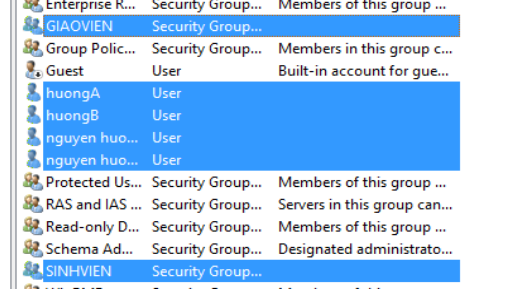 Enterprise R... Security Group... Members of this group ...
GIAOVIEN Security Group...
Group Polic... Security Group... Members in this group c...
Guest User Built-in account for gue...
huongA User
huongB User
nguyen huo... User
nguyen huo... User
Protected Us... Security Group... Members of this group ...
RAS and IAS ... Security Group... Servers in this group can...
Read-only D... Security Group... Members of this group ...
Schema Ad... Security Group... Designated administrato...
SINHVIEN Security Group...